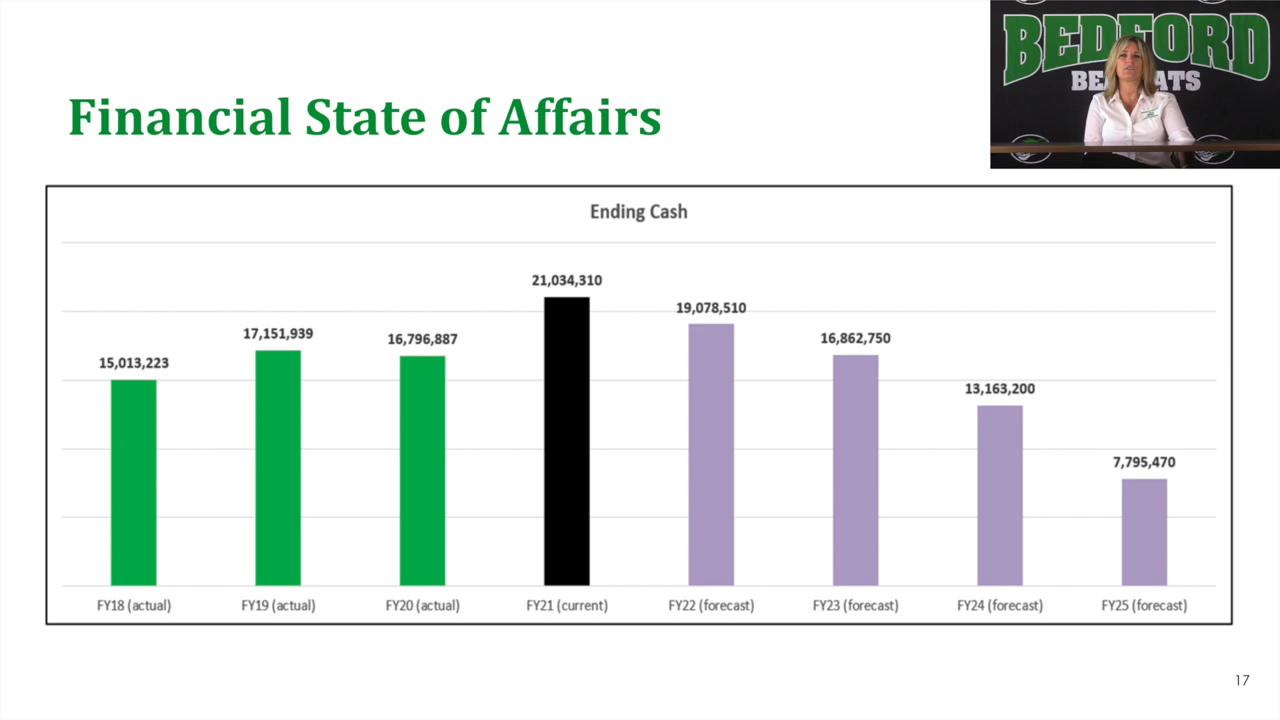 BEDFORD
Financial State of Affairs
Ending Cash
21,034,310
19,078,510
17,151,939
16,796,887
16,862,750
15,013,223
13,163,200
7,795,470
FY18 (actual)
FY19 (actual)
FY20 (actual)
FY21 (current)
FY22 (forecast)
FY23 (forecast)
FY24 (forecast)
FY25 (forecast)
17